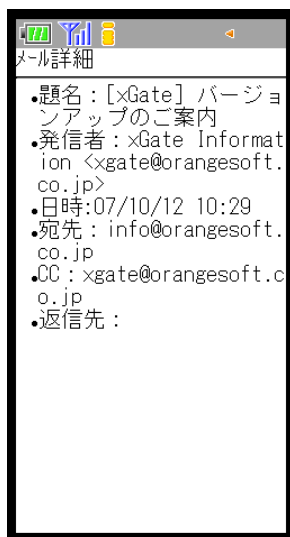 メール詳細
•題名：[xGate] バージョ
ンアップのご案内
•発信者：xGate Informat
ion <xgate@orangesoft.
co.jp>
•日時:07/10/12 10:29
•宛先：info@orangesoft.
co.jp
•CC：xgate@orangesoft.c
o.jp
•返信先：